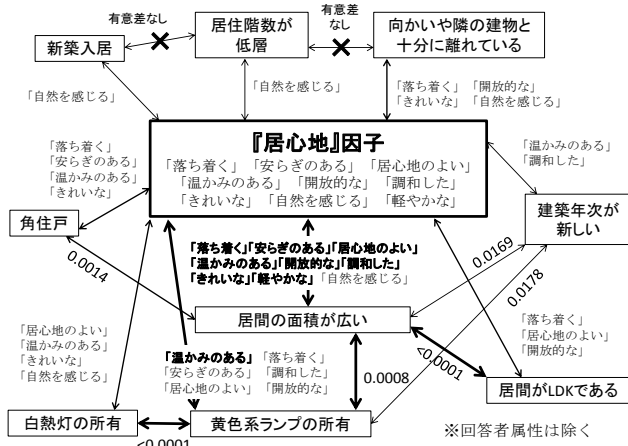 有意差なし
新築入居
居住階数が
低層
有意差
なし
向かいや隣の建物と
十分に離れている
「自然を感じる」
「自然を感じる」
「落ち着く」「開放的な」
「きれいな」「自然を感じる」
『居心地』因子
「落ち着く」「安らぎのある」「居心地のよい」
「温かみのある」「開放的な」「調和した」
「きれいな」「自然を感じる」「軽やかな」
「落ち着く」
「安らぎのある」
「温かみのある」
「きれいな」
「温かみのある」
「調和した」
角住戸
建築年次が
新しい
0.0014
「落ち着く」「安らぎのある」「居心地のよい」
「温かみのある」「開放的な」「調和した」
「きれいな」「軽やかな」「自然を感じる」
0.0169
0.0178
居間の面積が広い
「居心地のよい」
「温かみのある」
「きれいな」
「自然を感じる」
「温かみのある」「落ち着く」
「安らぎのある」「調和した」
「居心地のよい」「開放的な」
0.0008
<0.0001
「落ち着く」
「居心地のよい」
「開放的な」
居間がLDKである
白熱灯の所有
<0.0001
黄色系ランプの所有
※回答者属性は除く